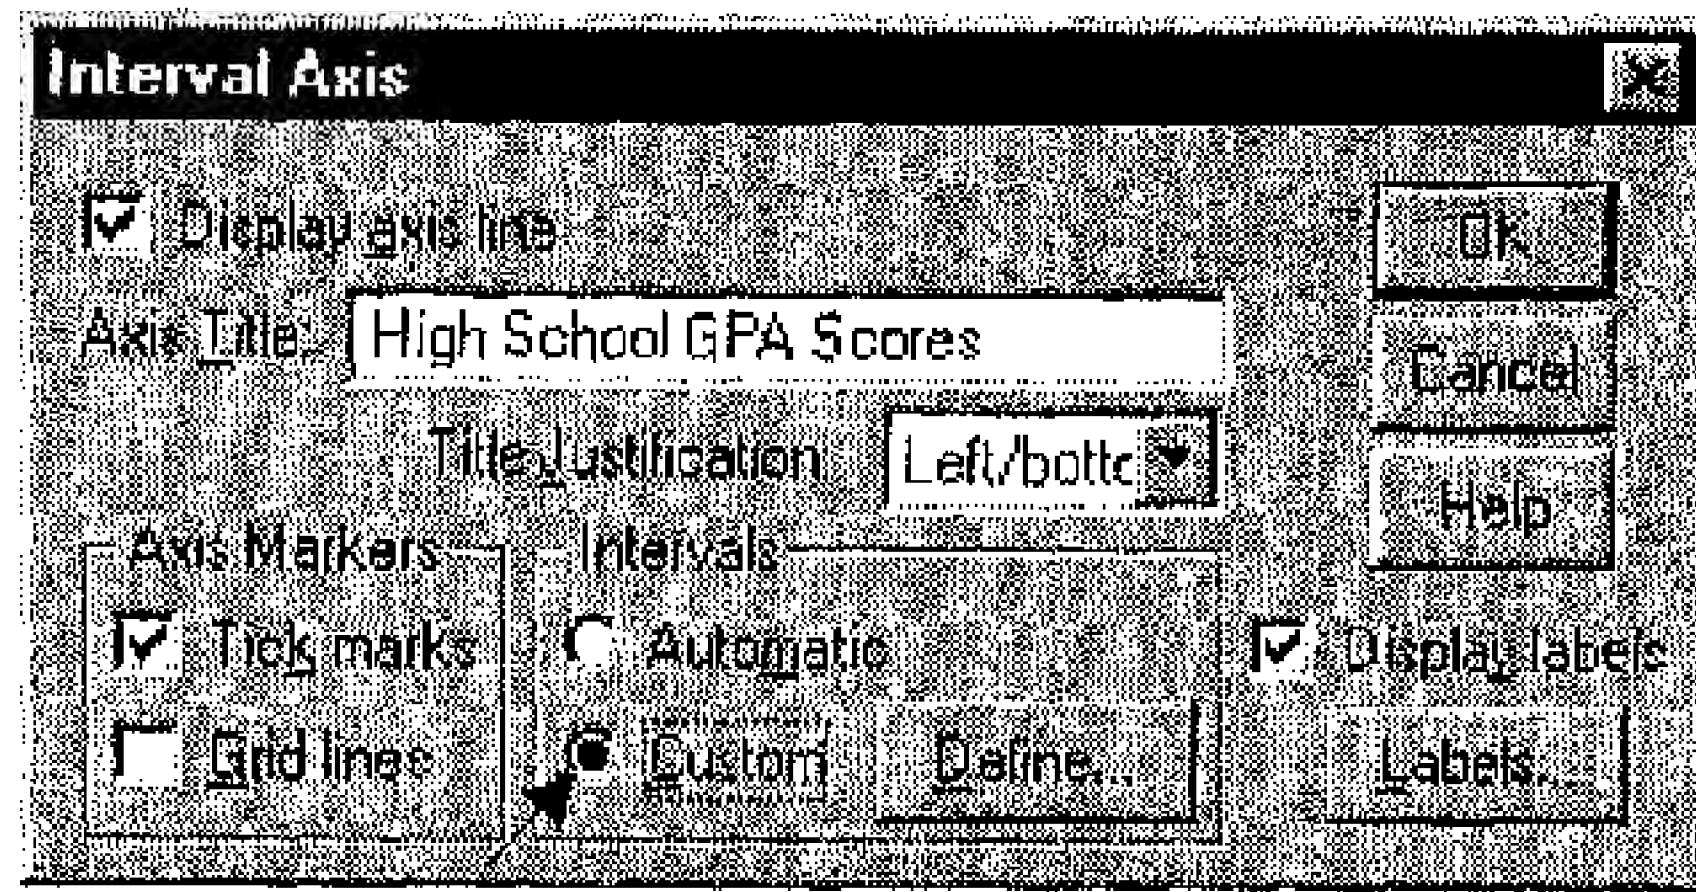 Interval Axis
Display axis line
Axis Title: High School GPA Scores
Title Justification Left/botto
Axis Markers
Tick marks
Grid lines
Intervals
Automatic
Custom Define...
OK
Cancel
Help
Display labels
Labels...